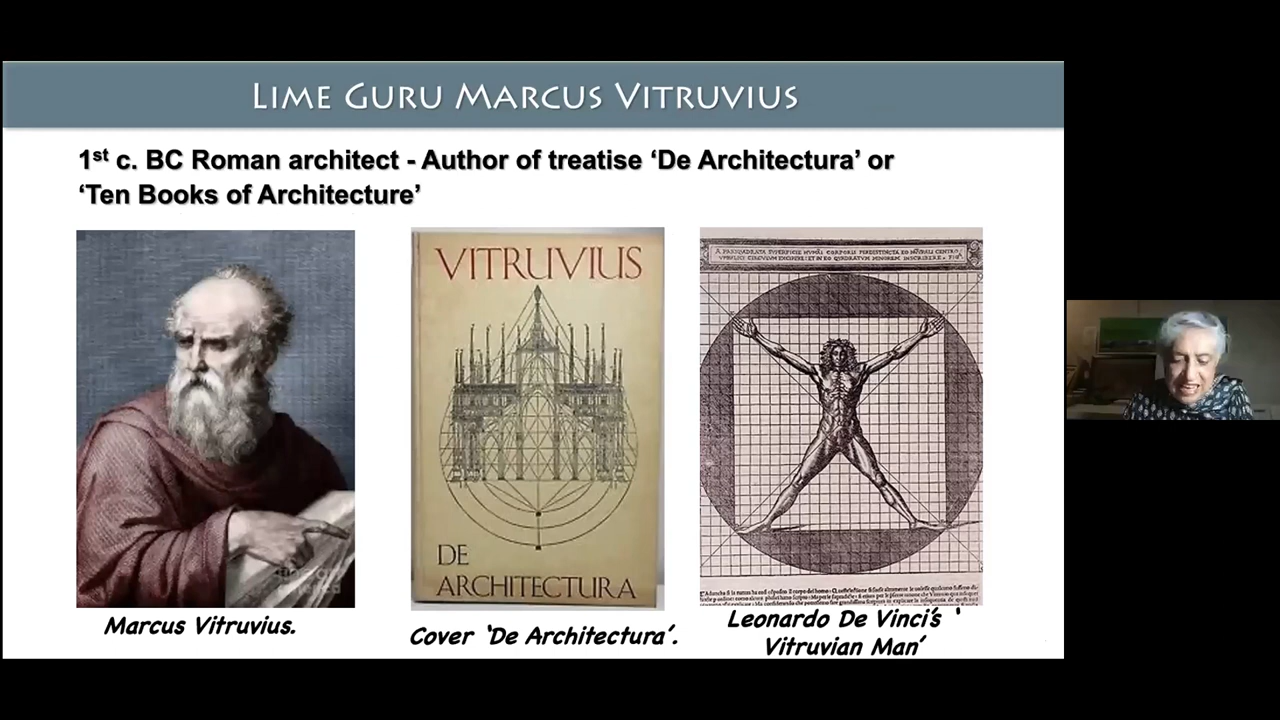 LIME GURU MARCUS VITRUVIUS
1st c. BC Roman architect - Author of treatise ‘De Architectura’ or
‘Ten Books of Architecture’
VITRUVIUS
DE
ARCHITECTURA
Marcus Vitruvius.
Cover ‘De Architectura’.
Leonardo De Vinci’s ‘
Vitruvian Man’